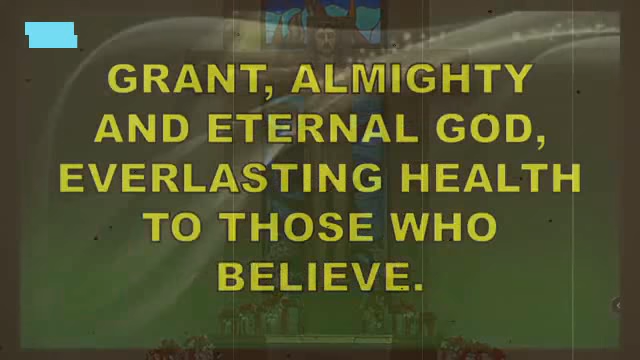 GRANT, ALMIGHTY
AND ETERNAL GOD,
EVERLASTING HEALTH
TO THOSE WHO
BELIEVE.